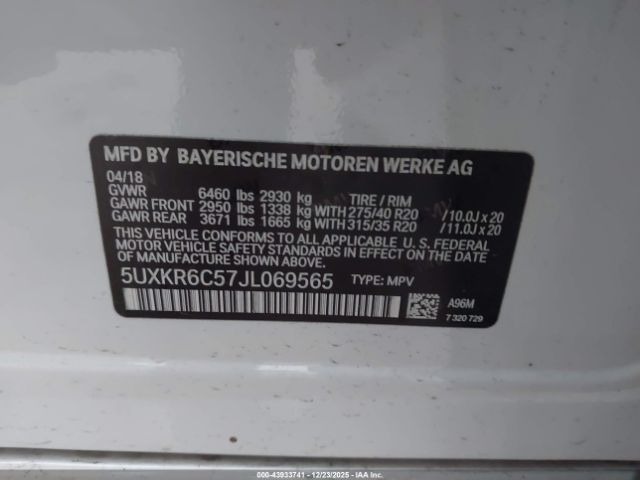 MFD BY BAYERISCHE MOTOREN WERKE AG
04/18
GVWR 6460 lbs 2930 kg TIRE / RIM
GAWR FRONT 2950 lbs 1338 kg WITH 275/40 R20 /10.0J x 20
GAWR REAR 3671 lbs 1665 kg WITH 315/35 R20 /11.0J x 20
THIS VEHICLE CONFORMS TO ALL APPLICABLE U. S. FEDERAL
MOTOR VEHICLE SAFETY STANDARDS IN EFFECT ON THE DATE
OF MANUFACTURE SHOWN ABOVE.
5UXKR6C57JL069565 TYPE: MPV
A96M
7 320 729
000-43933741 - 12/23/2025 - IAA Inc.